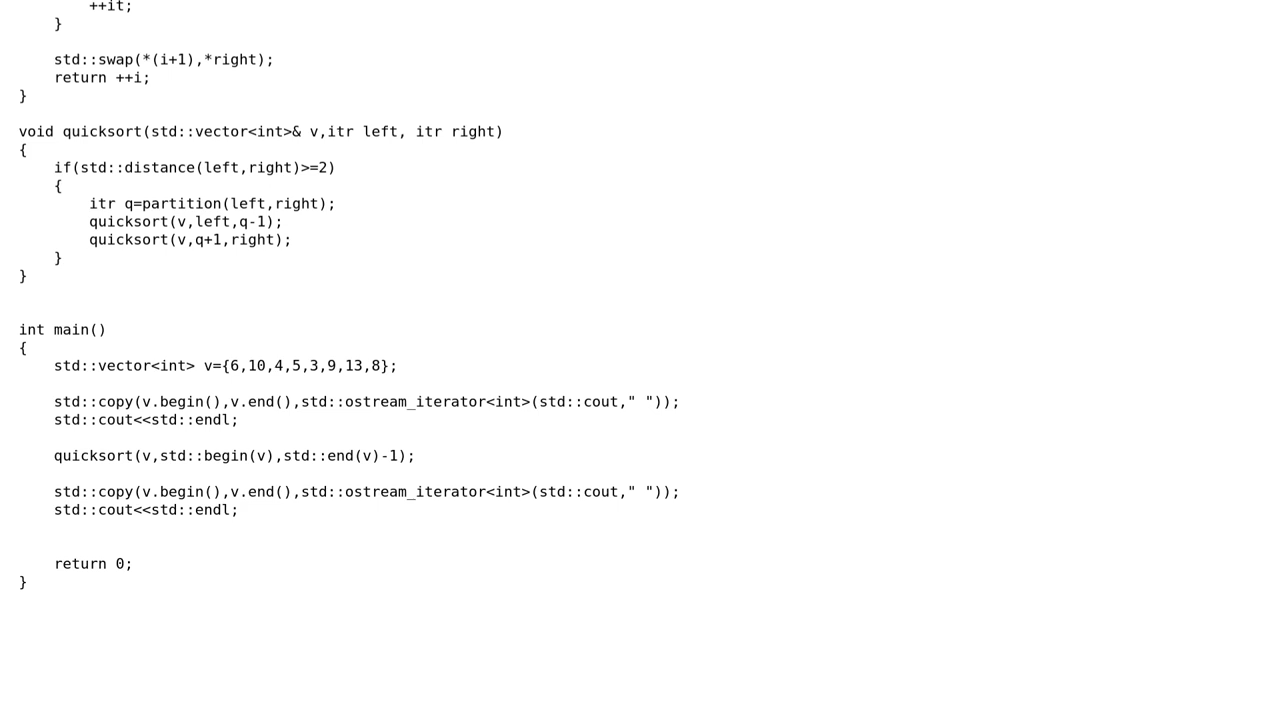 ++it;
    }

    std::swap(*(i+1),*right);
    return ++i;
}

void quicksort(std::vector<int>& v,itr left, itr right)
{
    if(std::distance(left,right)>=2)
    {
        itr q=partition(left,right);
        quicksort(v,left,q-1);
        quicksort(v,q+1,right);
    }
}

int main()
{
    std::vector<int> v={6,10,4,5,3,9,13,8};

    std::copy(v.begin(),v.end(),std::ostream_iterator<int>(std::cout," "));
    std::cout<<std::endl;

    quicksort(v,std::begin(v),std::end(v)-1);

    std::copy(v.begin(),v.end(),std::ostream_iterator<int>(std::cout," "));
    std::cout<<std::endl;

    return 0;
}